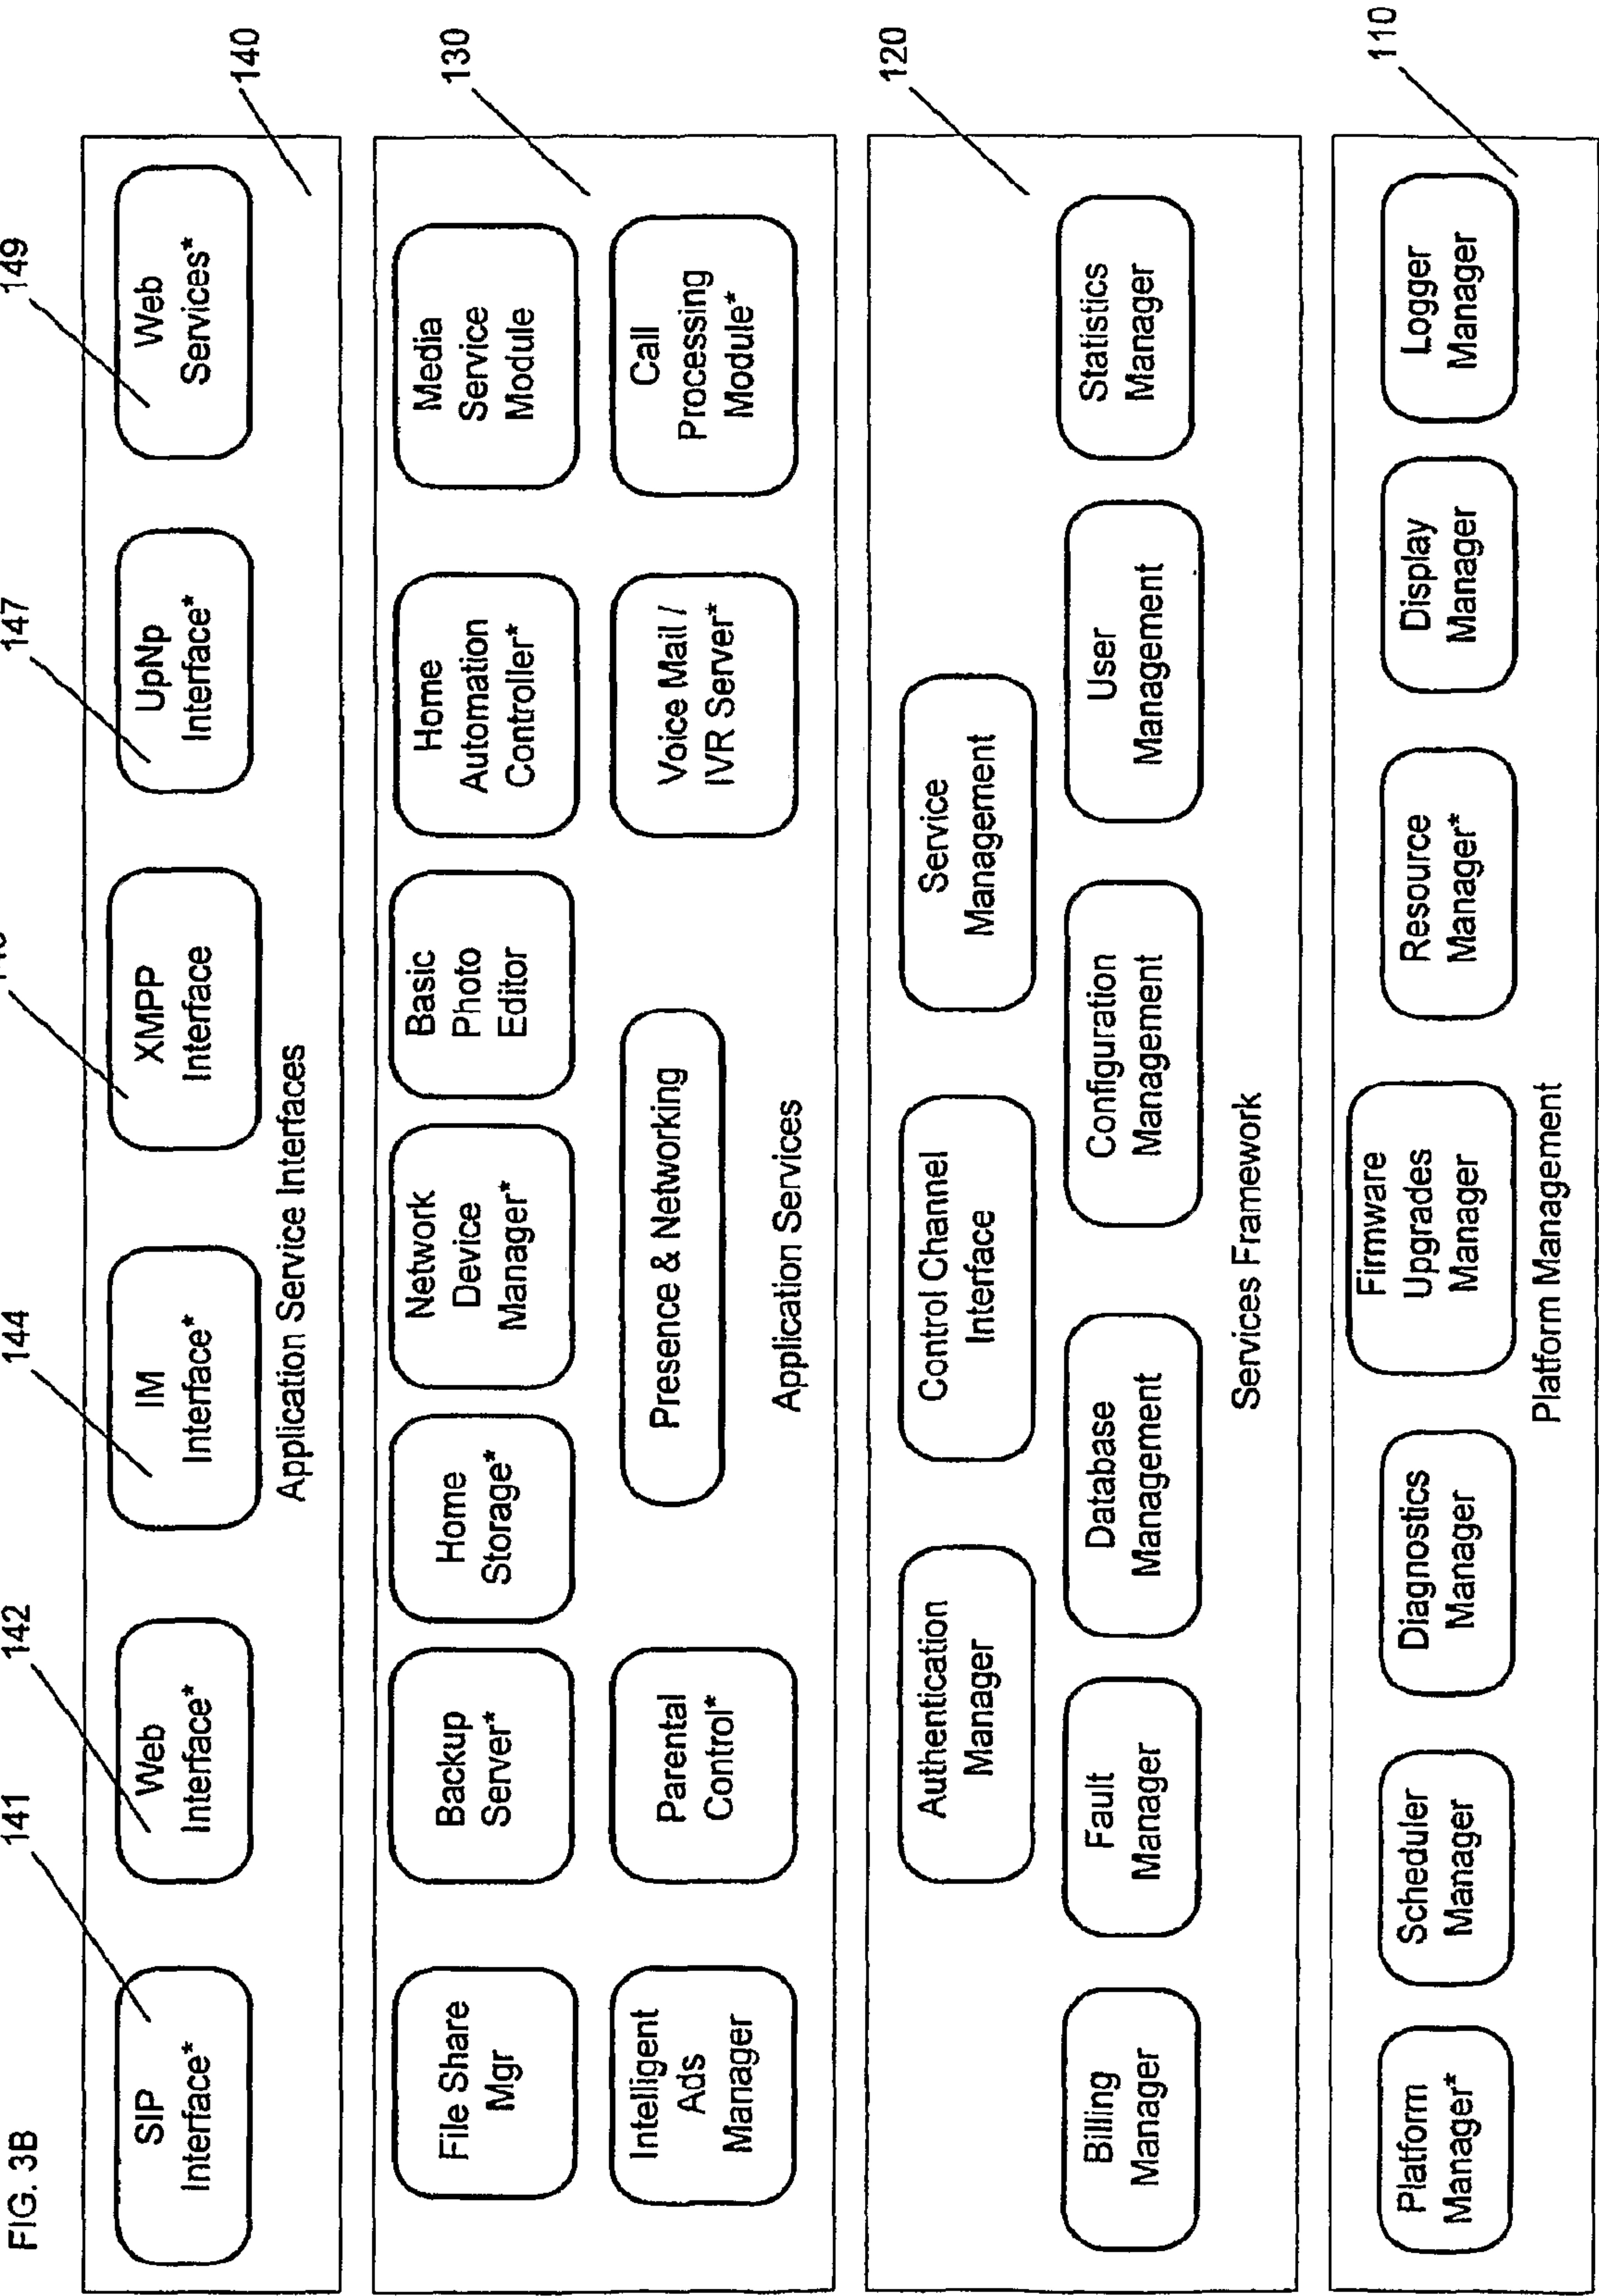 FIG. 3B
141
142
144
147
149
SIP
Interface*
Web
Interface*
IM
Interface*
XMPP
Interface
UpNp
Interface*
Web
Services*
Application Service Interfaces
140
File Share
Mgr
Backup
Server*
Home
Storage*
Network
Device
Manager*
Basic
Photo
Editor
Home
Automation
Controller*
Media
Service
Module
Intelligent
Ads
Manager
Parental
Control*
Presence & Networking
Voice Mail /
IVR Server*
Call
Processing
Module*
Application Services
130
Authentication
Manager
Control Channel
Interface
Service
Management
Billing
Manager
Fault
Manager
Database
Management
Configuration
Management
User
Management
Statistics
Manager
Services Framework
120
Platform
Manager*
Scheduler
Manager
Diagnostics
Manager
Firmware
Upgrades
Manager
Resource
Manager*
Display
Manager
Logger
Manager
Platform Management
110